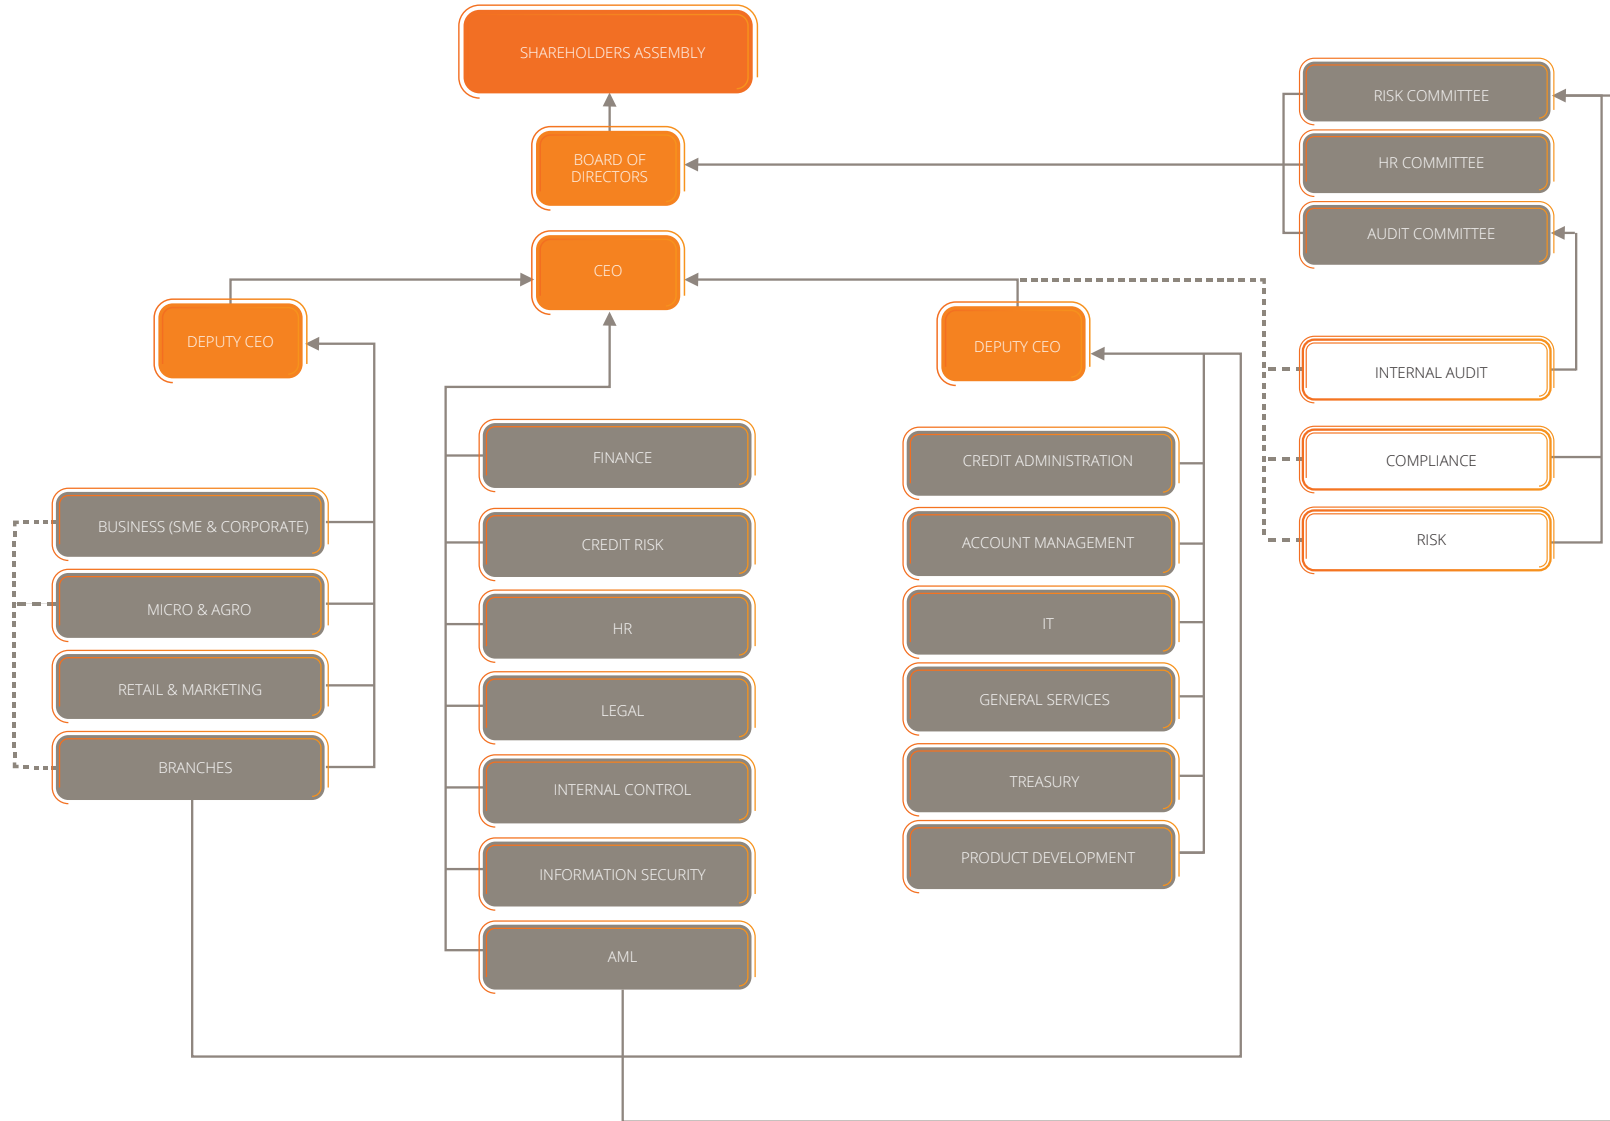 SHAREHOLDERS ASSEMBLY
BOARD OF
DIRECTORS
CEO
DEPUTY CEO
DEPUTY CEO
RISK COMMITTEE
HR COMMITTEE
AUDIT COMMITTEE
INTERNAL AUDIT
COMPLIANCE
RISK
BUSINESS (SME & CORPORATE)
MICRO & AGRO
RETAIL & MARKETING
BRANCHES
FINANCE
CREDIT RISK
HR
LEGAL
INTERNAL CONTROL
INFORMATION SECURITY
AML
CREDIT ADMINISTRATION
ACCOUNT MANAGEMENT
IT
GENERAL SERVICES
TREASURY
PRODUCT DEVELOPMENT